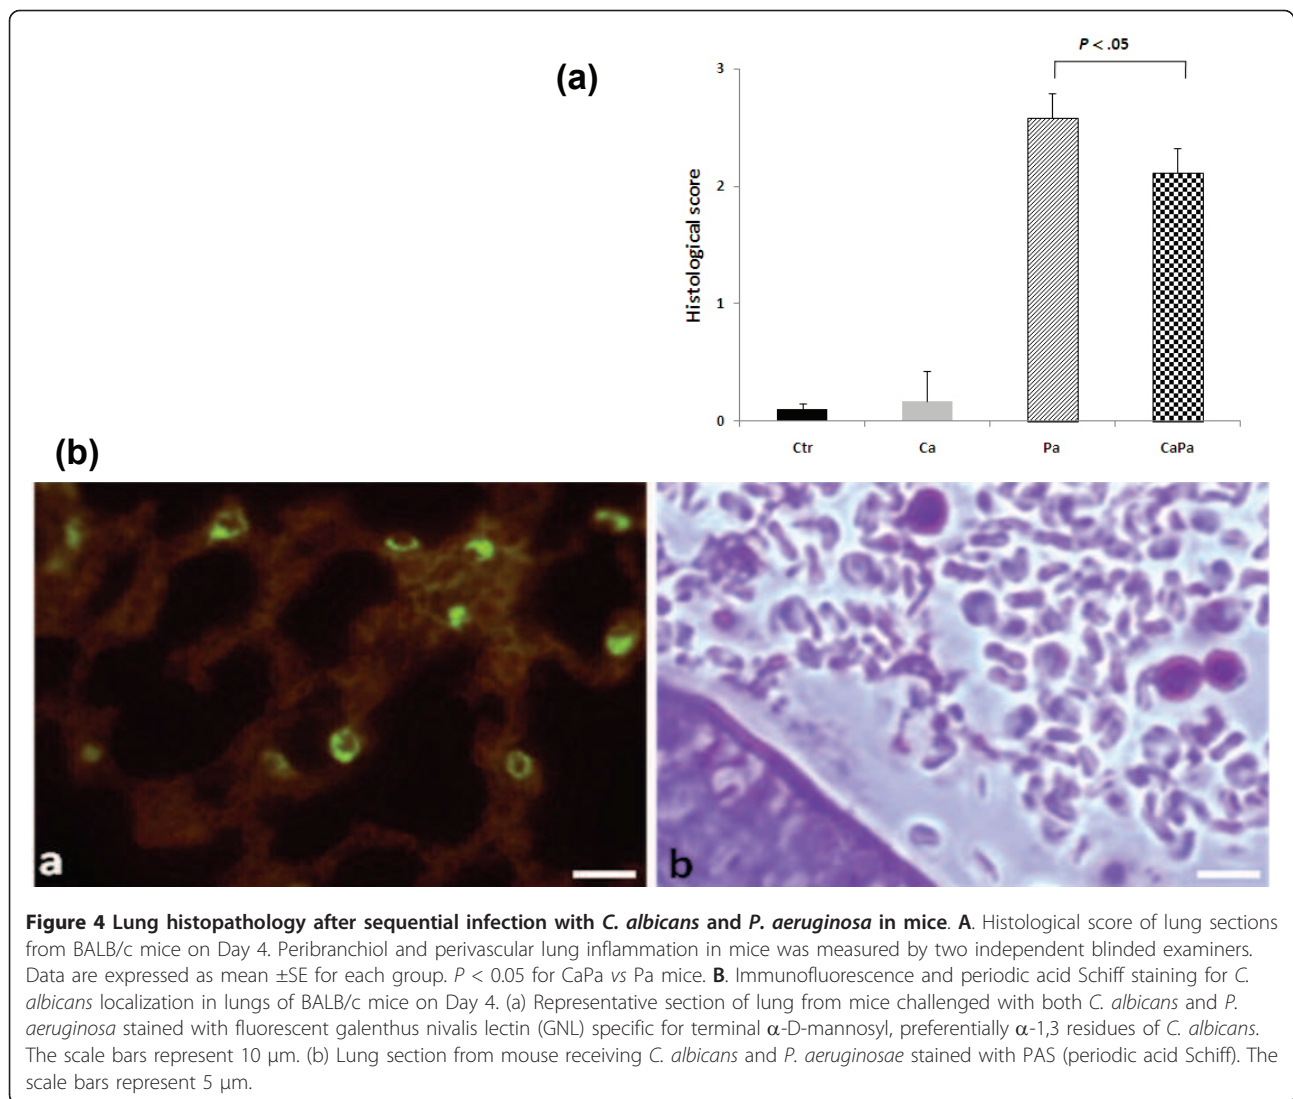 (a)
P < .05
3
2
1
0
Histological score
Ctr Ca Pa CaPa
(b)
a
b
Figure 4 Lung histopathology after sequential infection with C. albicans and P. aeruginosa in mice. A. Histological score of lung sections
from BALB/c mice on Day 4. Peribranchiol and perivascular lung inflammation in mice was measured by two independent blinded examiners.
Data are expressed as mean ±SE for each group. P < 0.05 for CaPa vs Pa mice. B. Immunofluorescence and periodic acid Schiff staining for C.
albicans localization in lungs of BALB/c mice on Day 4. (a) Representative section of lung from mice challenged with both C. albicans and P.
aeruginosa stained with fluorescent galenthus nivalis lectin (GNL) specific for terminal α-D-mannosyl, preferentially α-1,3 residues of C. albicans.
The scale bars represent 10 μm. (b) Lung section from mouse receiving C. albicans and P. aeruginosae stained with PAS (periodic acid Schiff). The
scale bars represent 5 μm.